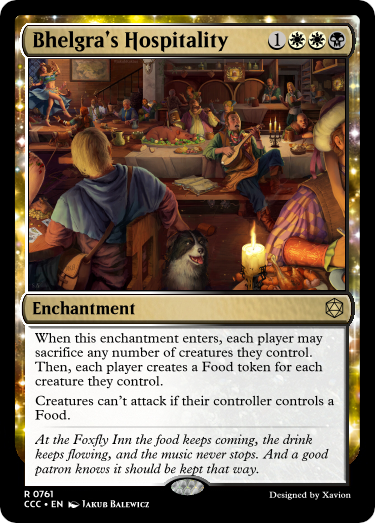 Bhelgra's Hospitality 1
Enchantment
When this enchantment enters, each player may
sacrifice any number of creatures they control.
Then, each player creates a Food token for each
creature they control.
Creatures can't attack if their controller controls a
Food.
At the Foxfly Inn the food keeps coming, the drink
keeps flowing, and the music never stops. And a good
patron knows it should be kept that way.
R 0761
CCC • EN Jakub Balewicz
Designed by Xavion